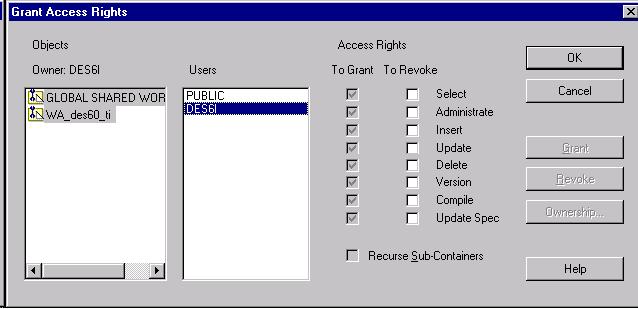 Grant Access Rights
Objects
Access Rights
OK
Owner: DES6I
Users
To Grant To Revoke
Cancel
GLOBAL SHARED WOR
PUBLIC
Select
WA_des60_ti
DES6I
Administrate
Insert
Update
Grant
Delete
Version
Revoke
Compile
Update Spec
Ownership...
Recurse Sub-Containers
Help